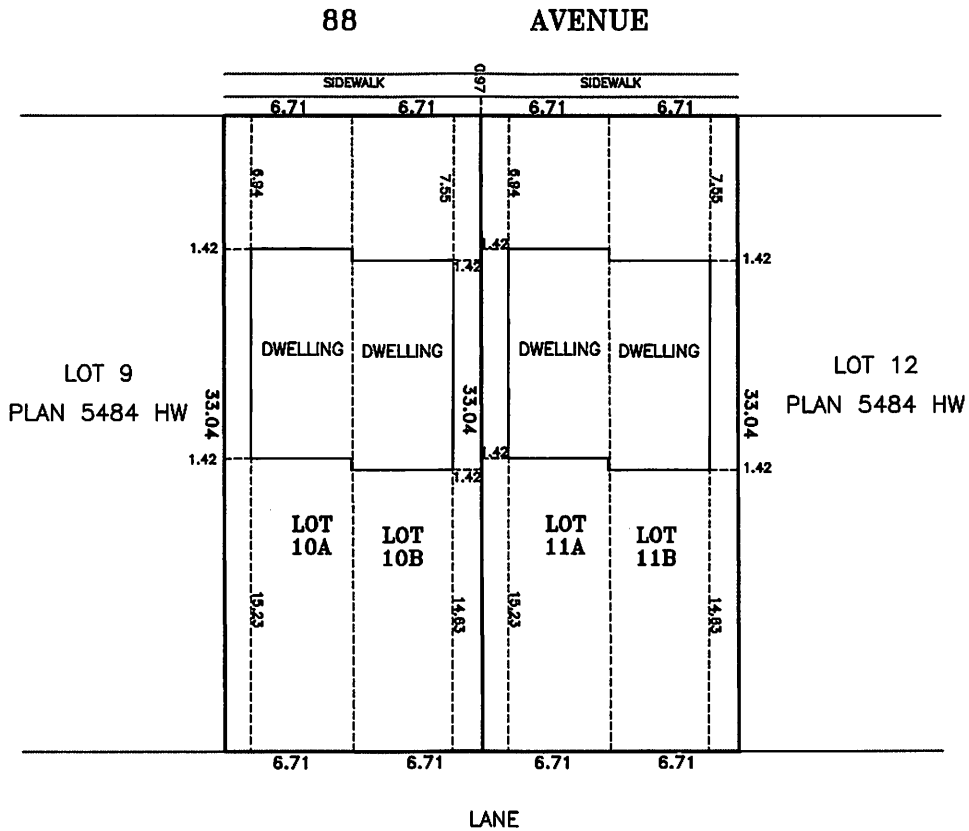 88 AVENUE
0.97
SIDEWALK SIDEWALK
6.71 6.71 6.71 6.71
6.94 7.55 6.94 7.55
1.42 1.42
1.42 1.42
DWELLING DWELLING DWELLING DWELLING
LOT 9 LOT 12
PLAN 5484 HW PLAN 5484 HW
33.04 33.04 33.04
1.42 1.42
1.42 1.42
LOT LOT LOT LOT
10A 10B 11A 11B
15.23 14.63 15.23 14.63
6.71 6.71 6.71 6.71
LANE